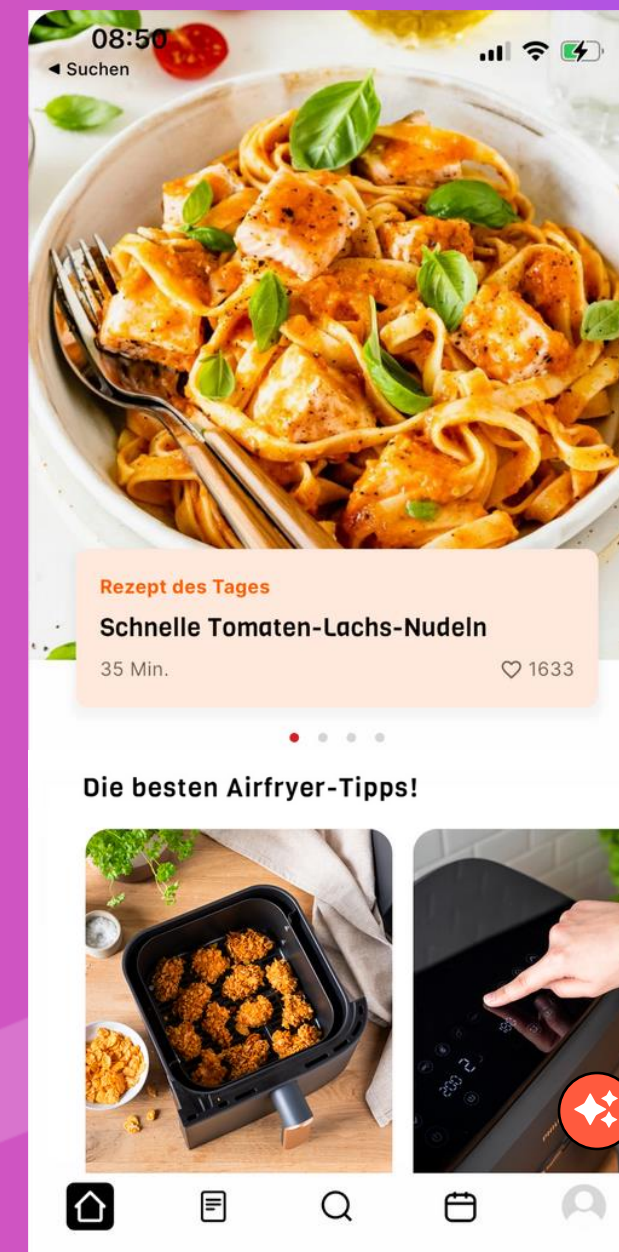 08:50
◀ Suchen
Rezept des Tages
Schnelle Tomaten-Lachs-Nudeln
35 Min.
1633
Die besten Airfryer-Tipps!